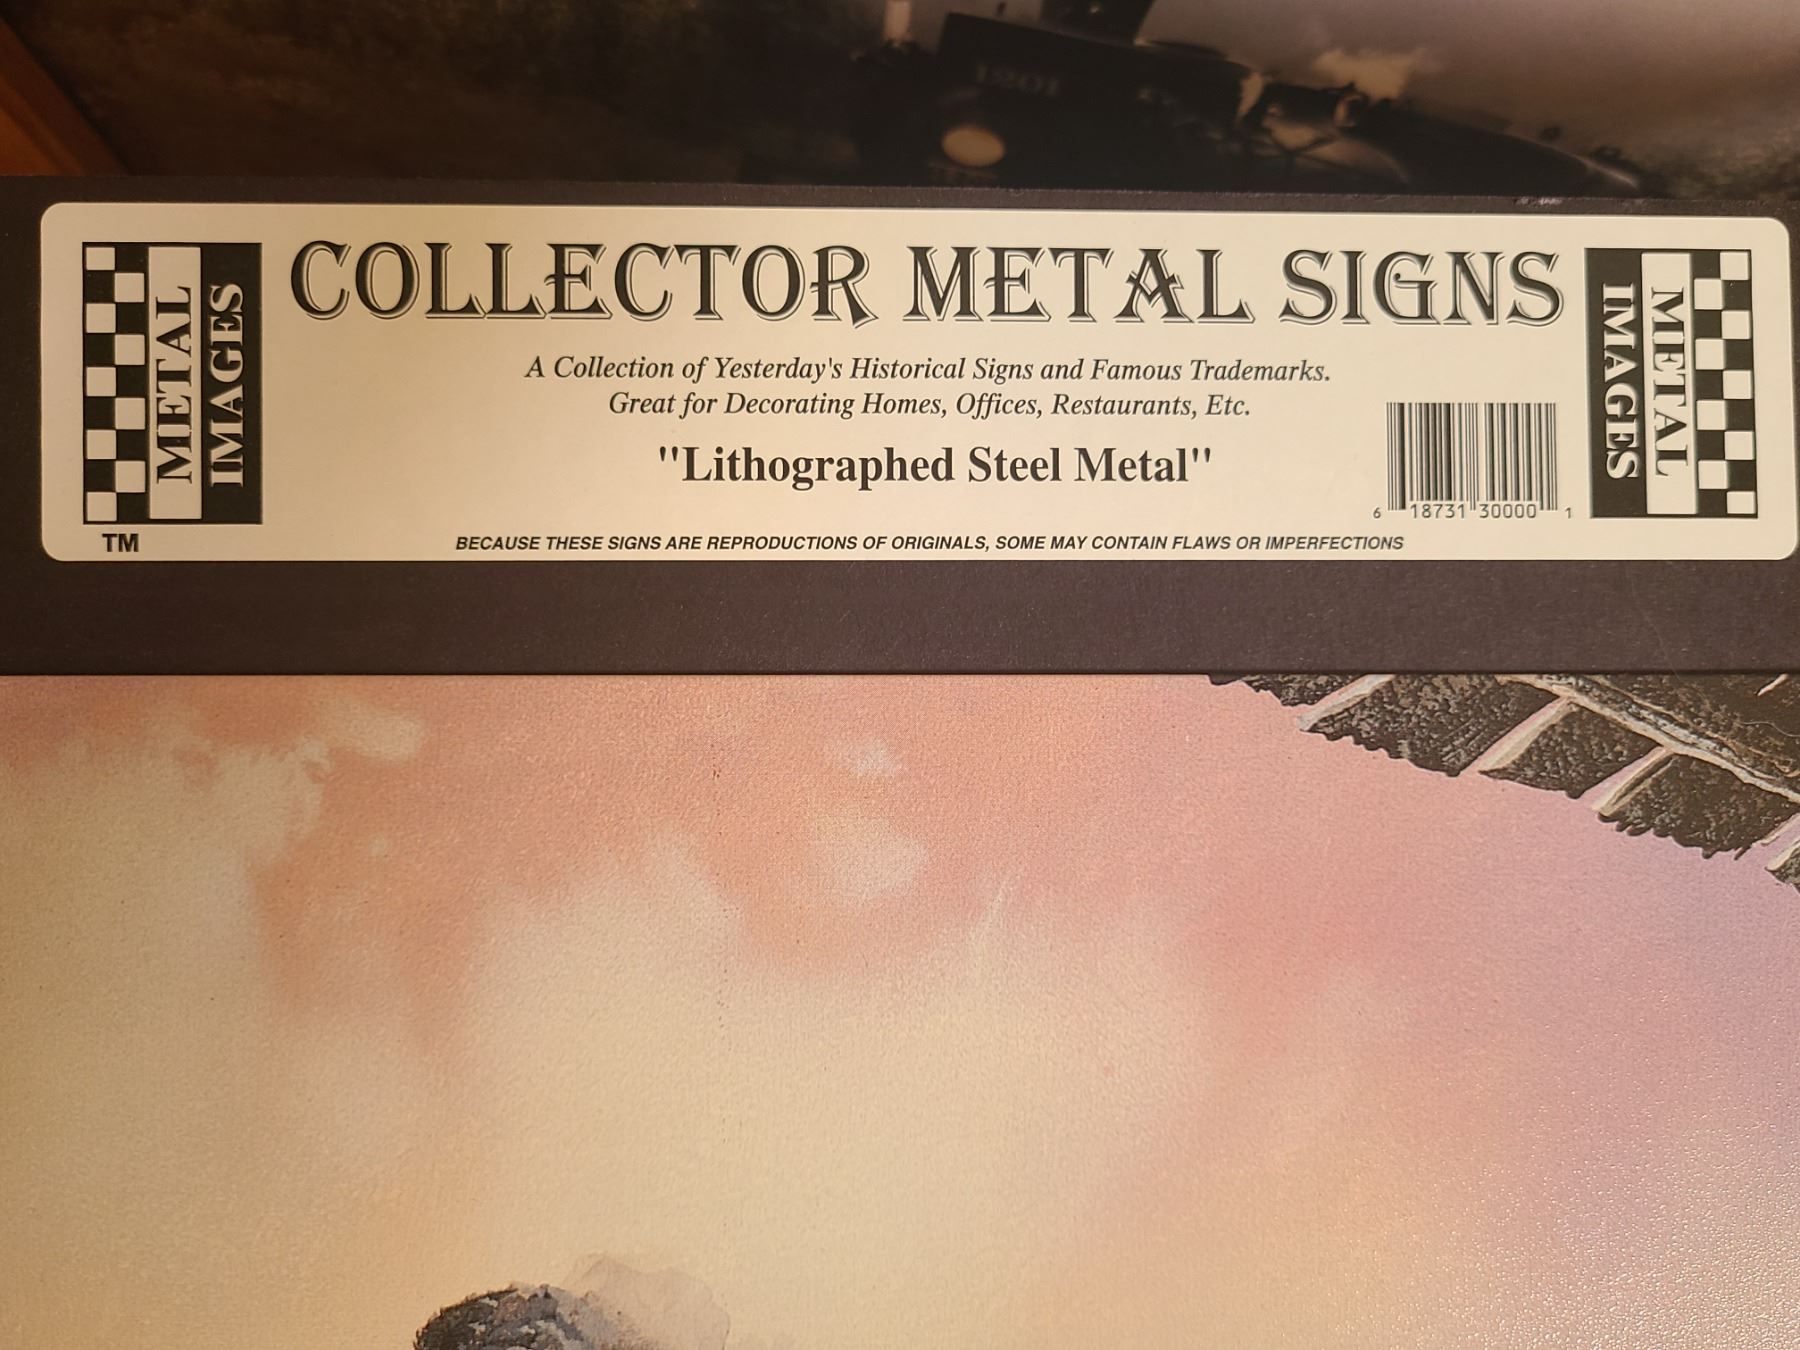 1201
METAL
IMAGES
TM
COLLECTOR METAL SIGNS
A Collection of Yesterday's Historical Signs and Famous Trademarks.
Great for Decorating Homes, Offices, Restaurants, Etc.
"Lithographed Steel Metal"
BECAUSE THESE SIGNS ARE REPRODUCTIONS OF ORIGINALS, SOME MAY CONTAIN FLAWS OR IMPERFECTIONS
6 18731 30000 1
METAL
IMAGES